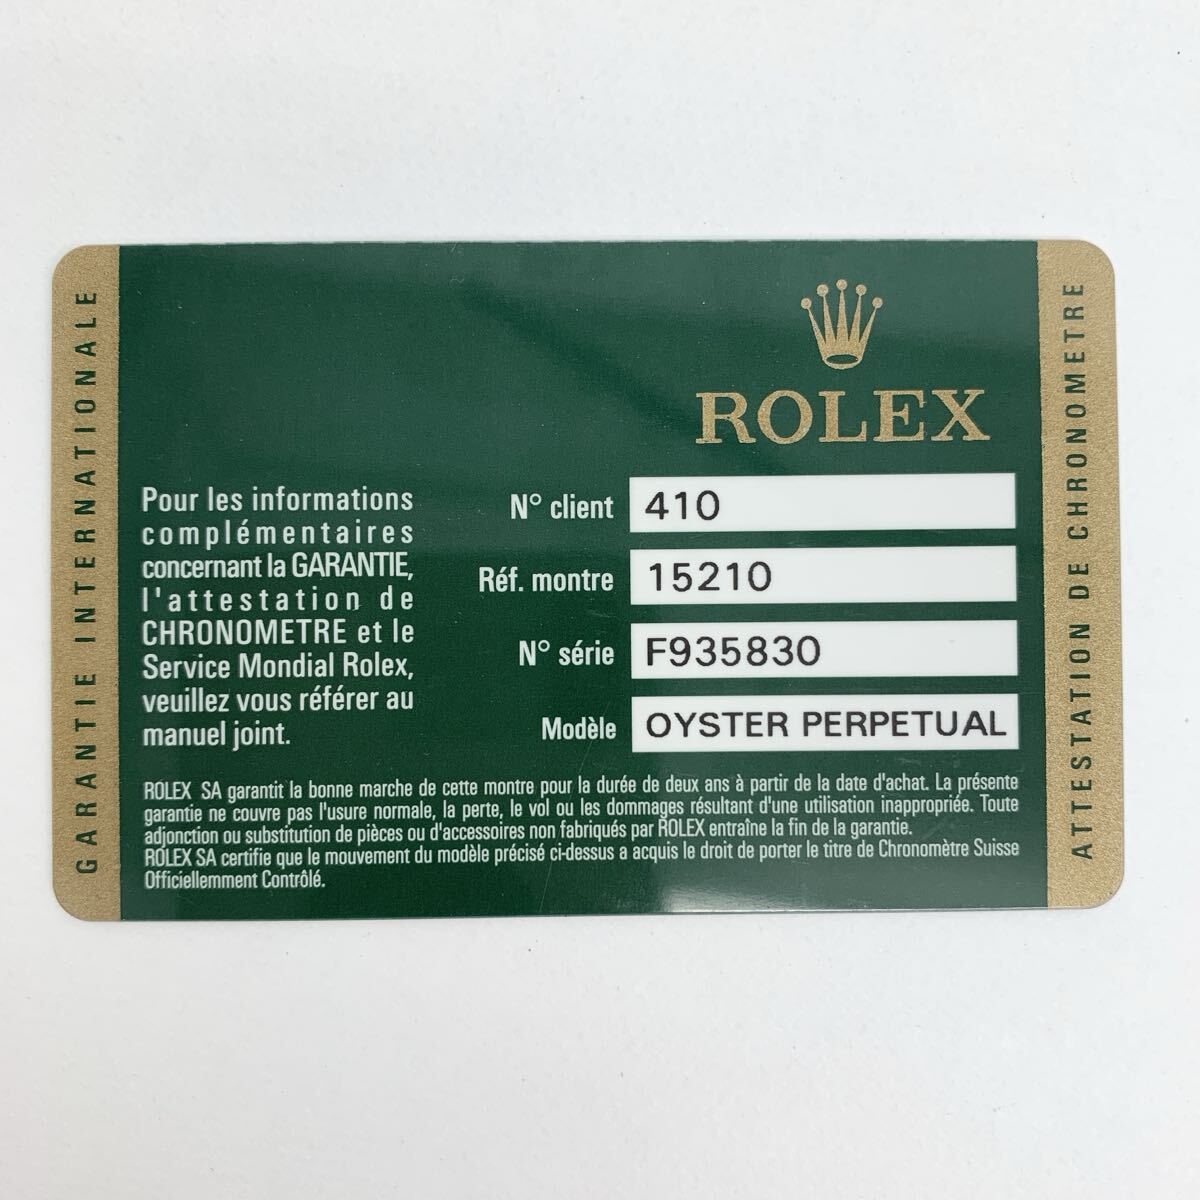 GARANTIE INTERNATIONALE
ROLEX
Pour les informations
complémentaires
concernant la GARANTIE,
l'attestation de
CHRONOMETRE et le
Service Mondial Rolex,
veuillez vous référer au
manuel joint.
N° client 410
Réf. montre 15210
N° série F935830
Modèle OYSTER PERPETUAL
ROLEX SA garantit la bonne marche de cette montre pour la durée de deux ans à partir de la date d'achat. La présente
garantie ne couvre pas l'usure normale, la perte, le vol ou les dommages résultant d'une utilisation inappropriée. Toute
adjonction ou substitution de pièces ou d'accessoires non fabriqués par ROLEX entraîne la fin de la garantie.
ROLEX SA certifie que le mouvement du modèle précisé ci-dessus a acquis le droit de porter le titre de Chronomètre Suisse
Officiellemment Contrôlé.
ATTESTATION DE CHRONOMETRE